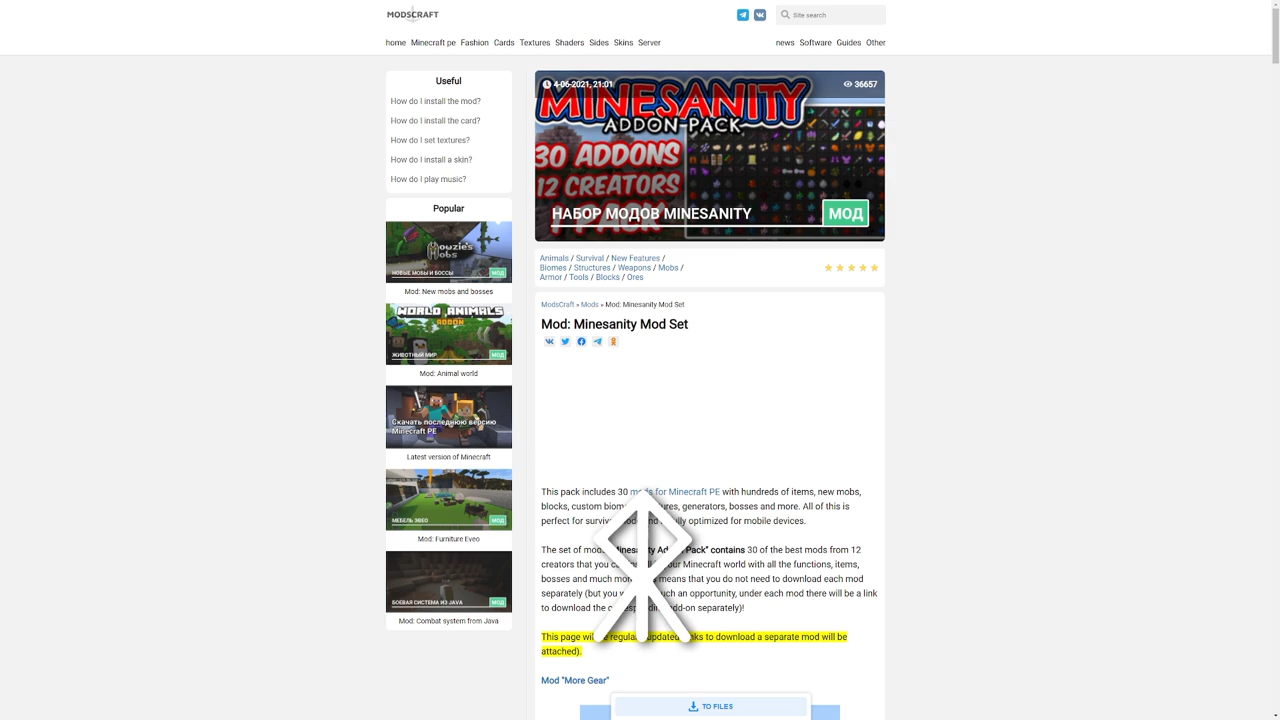 MODSCRAFT
Site search
home Minecraft pe Fashion Cards Textures Shaders Sides Skins Server
news Software Guides Other
Useful
How do I install the mod?
How do I install the card?
How do I set textures?
How do I install a skin?
How do I play music?
Popular
Mowzie's
Mobs
НОВЫЕ МОБЫ И БОССЫ
МОД
Mod: New mobs and bosses
WORLD ANIMALS
ADDON
ЖИВОТНЫЙ МИР
МОД
Mod: Animal world
Скачать последнюю версию
Minecraft PE
Latest version of Minecraft
МЕБЕЛЬ ЭВЕО
МОД
Mod: Furniture Eveo
БОЕВАЯ СИСТЕМА ИЗ JAVA
МОД
Mod: Combat system from Java
4-06-2021, 21:01
36657
MINESANITY
ADDON PACK
30 ADDONS
12 CREATORS
1 PACK
НАБОР МОДОВ MINESANITY
МОД
Animals / Survival / New Features /
Biomes / Structures / Weapons / Mobs /
Armor / Tools / Blocks / Ores
ModsCraft » Mods » Mod: Minesanity Mod Set
Mod: Minesanity Mod Set
This pack includes 30 mods for Minecraft PE with hundreds of items, new mobs,
blocks, custom generators, bosses and more. All of this is
perfect for optimized for mobile devices.
The set of Pack" contains 30 of the best mods from 12
creators that you Minecraft world with all the functions, items,
bosses and much means that you do not need to download each mod
separately (but you such an opportunity, under each mod there will be a link
to download the add-on separately)!
This page updated links to download a separate mod will be
attached).
Mod "More Gear"
TO FILES